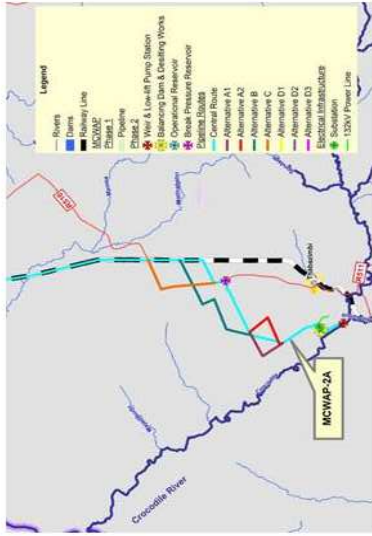 Legend
Rivers
Dams
Railway Line
MCWAP
Phase 1
Pipeline
Phase 2
Weir & Low-lift Pump Station
Balancing Dam & Desilting Works
Operational Reservoir
Break Pressure Reservoir
Pipeline Routes
Central Route
Alternative A1
Alternative A2
Alternative B
Alternative C
Alternative D1
Alternative D2
Alternative D3
Electrical Infrastructure
Substation
132kV Power Line
R510
Thabazimbi
R511
MCWAP-2A
Crocodile River